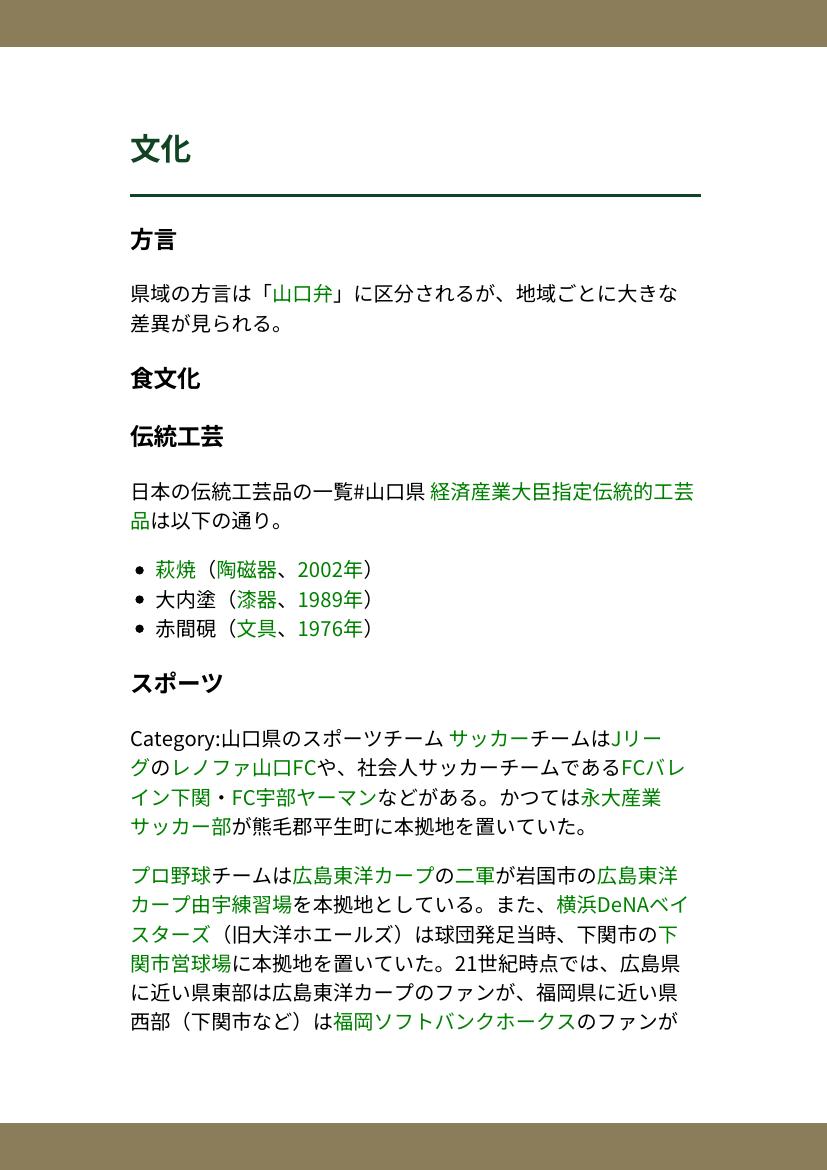 文化
方言
県域の方言は「山口弁」に区分されるが、地域ごとに大きな
差異が見られる。
食文化
伝統工芸
日本の伝統工芸品の一覧#山口県 経済産業大臣指定伝統的工芸
品は以下の通り。
• 萩焼（陶磁器、2002年）
• 大内塗（漆器、1989年）
• 赤間硯（文具、1976年）
スポーツ
Category:山口県のスポーツチーム サッカーチームはJリー
グのレノファ山口FCや、社会人サッカーチームであるFCバレ
イン下関・FC宇部ヤーマンなどがある。かつては永大産業
サッカー部が熊毛郡平生町に本拠地を置いていた。
プロ野球チームは広島東洋カープの二軍が岩国市の広島東洋
カープ由宇練習場を本拠地としている。また、横浜DeNAベイ
スターズ（旧大洋ホエールズ）は球団発足当時、下関市の下
関市営球場に本拠地を置いていた。21世紀時点では、広島県
に近い県東部は広島東洋カープのファンが、福岡県に近い県
西部（下関市など）は福岡ソフトバンクホークスのファンが